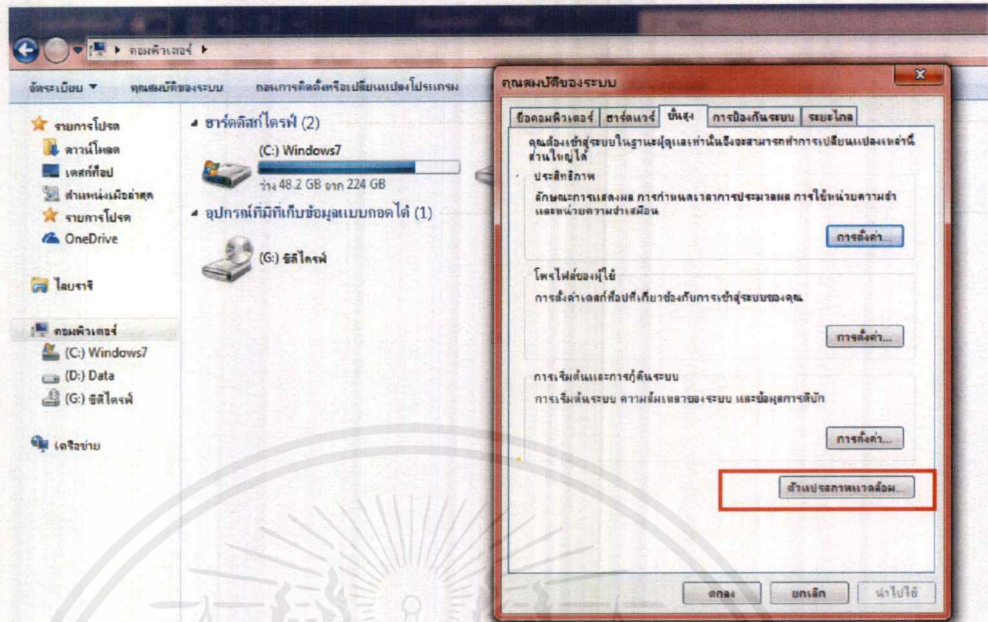 คอมพิวเตอร์
จัดระเบียบ
คุณสมบัติของระบบ
ถอนการติดตั้งหรือเปลี่ยนแปลงโปรแกรม
รายการโปรด
ดาวน์โหลด
เดสก์ท็อป
ตำแหน่งเมื่อล่าสุด
รายการโปรด
OneDrive
ไลบรารี
คอมพิวเตอร์
(C:) Windows7
(D:) Data
(G:) ซีดีไดรฟ์
เครือข่าย
ฮาร์ดดิสก์ไดรฟ์ (2)
(C:) Windows7
ว่าง 48.2 GB จาก 224 GB
อุปกรณ์ที่มีที่เก็บข้อมูลแบบถอดได้ (1)
(G:) ซีดีไดรฟ์
คุณสมบัติของระบบ
ชื่อคอมพิวเตอร์ ฮาร์ดแวร์ ขั้นสูง การป้องกันระบบ ระยะไกล
คุณต้องเข้าสู่ระบบในฐานะผู้ดูแลเท่านั้นจึงจะสามารถทำการเปลี่ยนแปลงเหล่านี้
ส่วนใหญ่ได้
ประสิทธิภาพ
ลักษณะการแสดงผล การกำหนดเวลาการประมวลผล การใช้หน่วยความจำ
และหน่วยความจำเสมือน
การตั้งค่า...
โพรไฟล์ของผู้ใช้
การตั้งค่าเดสก์ท็อปที่เกี่ยวข้องกับการเข้าสู่ระบบของคุณ
การตั้งค่า...
การเริ่มต้นและการกู้คืนระบบ
การเริ่มต้นระบบ ความล้มเหลวของระบบ และข้อมูลการดีบัก
การตั้งค่า...
ตัวแปรสภาพแวดล้อม...
ตกลง ยกเลิก นำไปใช้